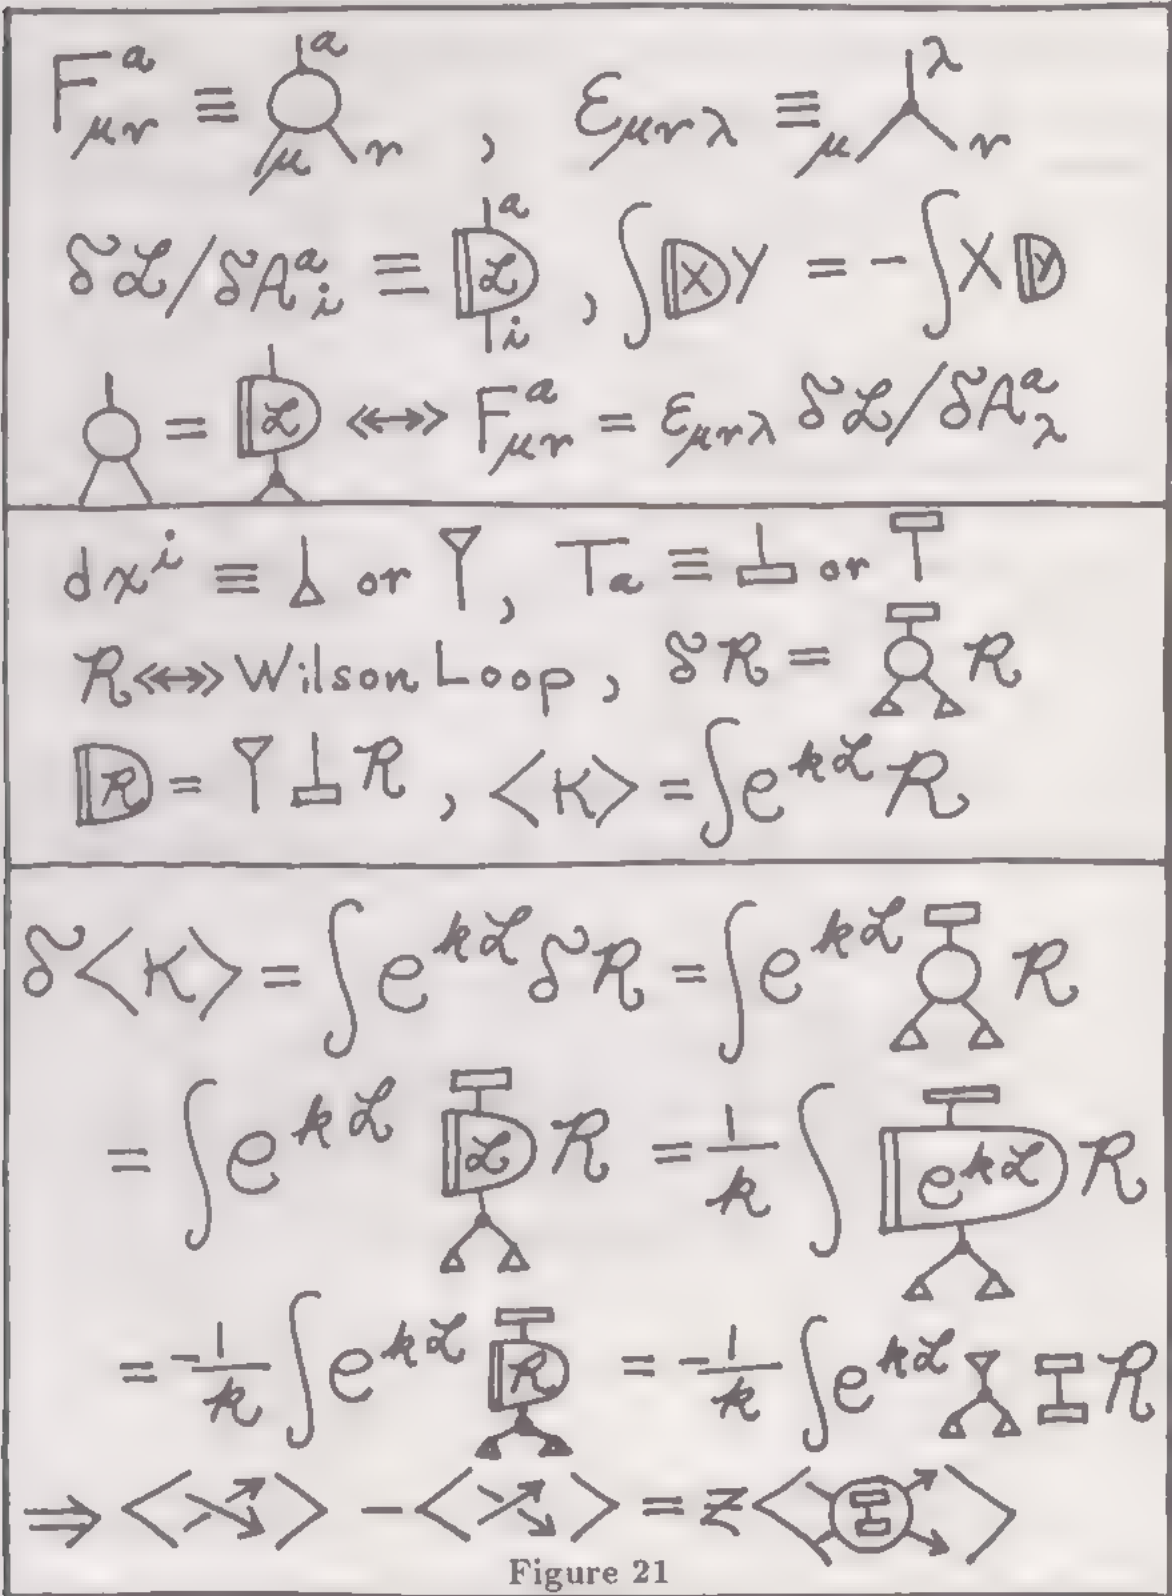 F^a_{μν} ≡ a μ ν , ε_{μνλ} ≡ λ μ ν
δℒ/δA^a_i ≡ a ℒ i , ∫ X Y = - ∫ X Y
= ℒ ↔ F^a_{μν} = ε_{μνλ} δℒ/δA^a_λ
dx^i ≡ or , T_a ≡ or
R ↔ Wilson Loop , δR = R
R = R , <K> = ∫ e^{kℒ} R
δ<K> = ∫ e^{kℒ} δR = ∫ e^{kℒ} R
= ∫ e^{kℒ} ℒ R = 1/k ∫ e^{kℒ} R
= -1/k ∫ e^{kℒ} R = -1/k ∫ e^{kℒ} R
⇒ < > - < > = z < >
Figure 21